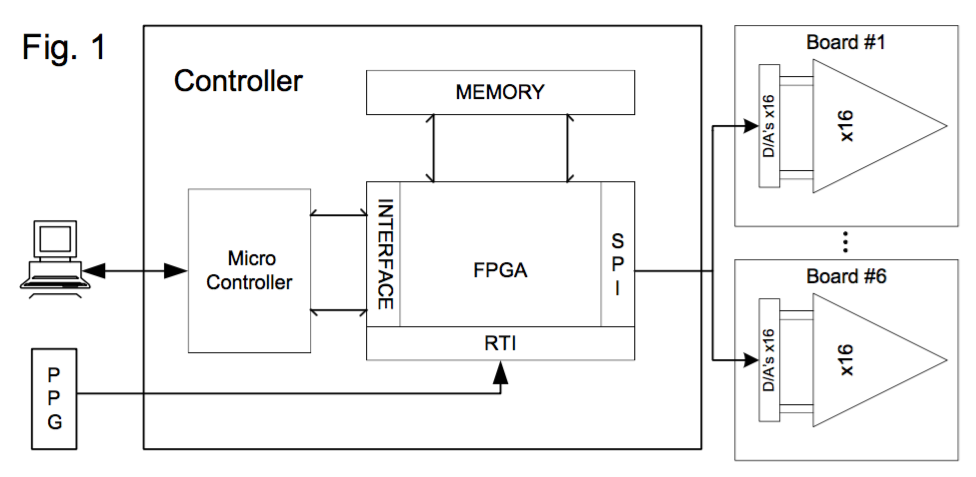 Fig. 1
Controller
MEMORY
Micro
Controller
INTERFACE
FPGA
S
P
I
RTI
P
P
G
Board #1
D/A's x16
x16
Board #6
D/A's x16
x16